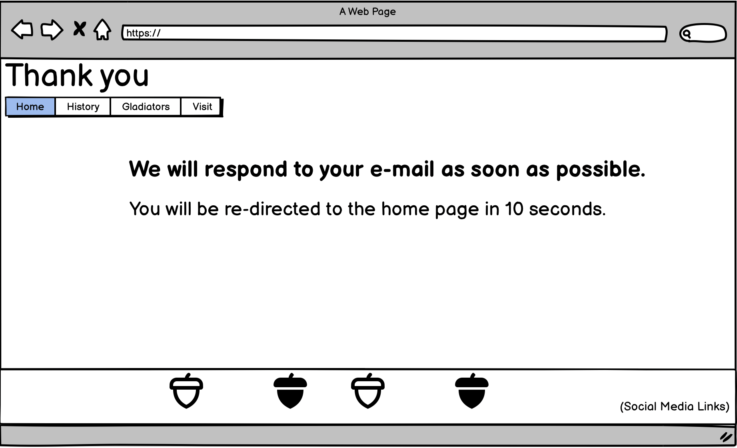 A Web Page
https://
Thank you
Home History Gladiators Visit
We will respond to your e-mail as soon as possible.
You will be re-directed to the home page in 10 seconds.
(Social Media Links)